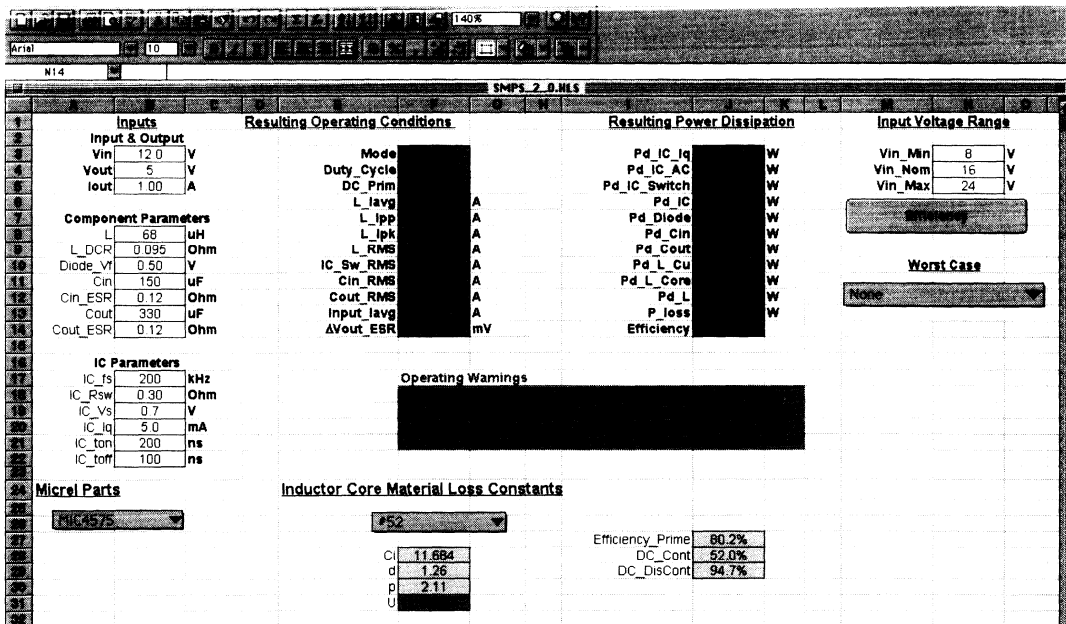 140%
Arial 10
N14
SMPS_2_0.XLS
Inputs Resulting Operating Conditions Resulting Power Dissipation Input Voltage Range
Input & Output
Vin 12.0 V Mode Pd_IC_Iq W Vin_Min 8 V
Vout 5 V Duty_Cycle Pd_IC_AC W Vin_Nom 16 V
Iout 1.00 A DC_Prim Pd_IC_Switch W Vin_Max 24 V
L_Iavg A Pd_IC W
Component Parameters L_Ipp A Pd_Diode W Efficiency
L 68 uH L_Ipk A Pd_Cin W
L_DCR 0.095 Ohm L_RMS A Pd_Cout W
Diode_Vf 0.50 V IC_Sw_RMS A Pd_L_Cu W Worst Case
Cin 150 uF Cin_RMS A Pd_L_Core W
Cin_ESR 0.12 Ohm Cout_RMS A Pd_L W None
Cout 330 uF Input_Iavg A P_loss W
Cout_ESR 0.12 Ohm ΔVout_ESR mV Efficiency
IC Parameters
IC_fs 200 kHz Operating Warnings
IC_Rsw 0.30 Ohm
IC_Vs 0.7 V
IC_Iq 5.0 mA
IC_ton 200 ns
IC_toff 100 ns
Micrel Parts Inductor Core Material Loss Constants
MIC4575 #52
Efficiency_Prime 80.2%
Ci 11.684 DC_Cont 52.0%
d 1.26 DC_DisCont 94.7%
p 2.11
U